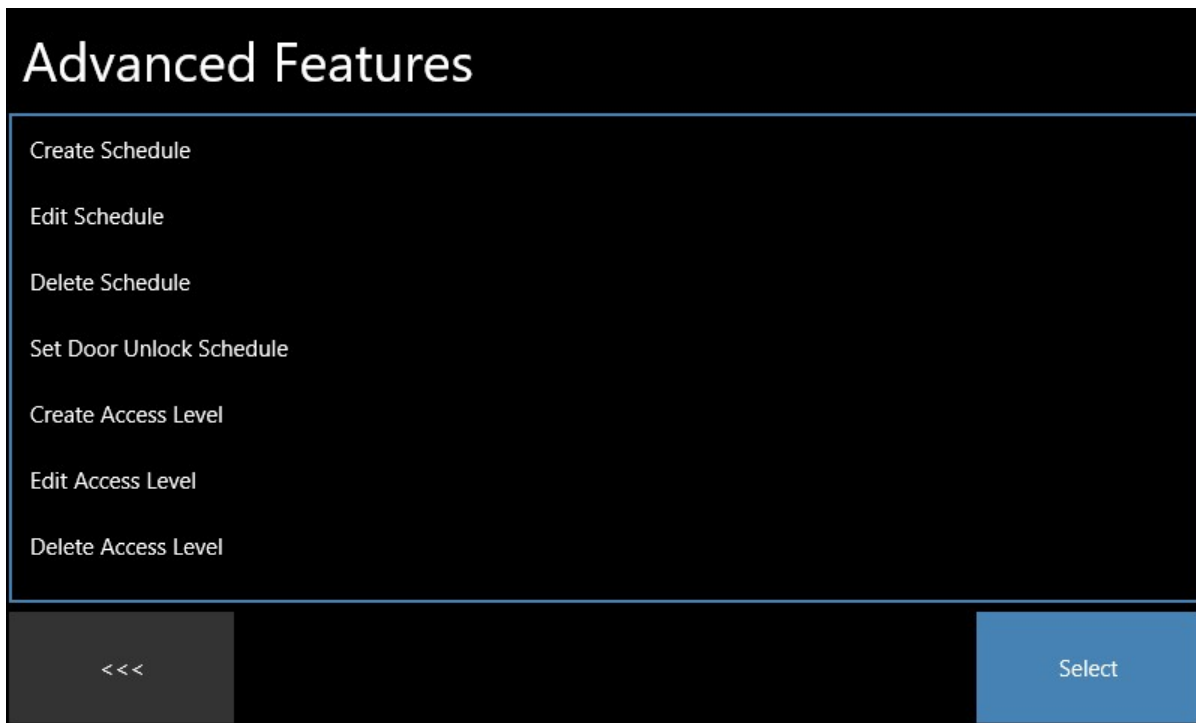 Advanced Features
Create Schedule
Edit Schedule
Delete Schedule
Set Door Unlock Schedule
Create Access Level
Edit Access Level
Delete Access Level
<<<
Select